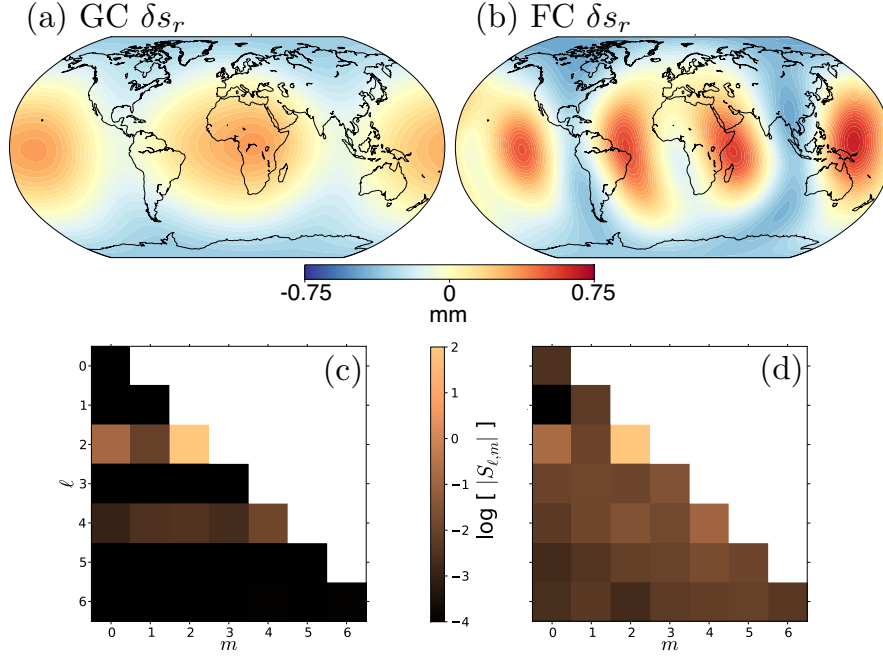 (a) GC δs_r
(b) FC δs_r
-0.75 0 0.75
mm
(c)
(d)
0
1
2
3
4
5
6
ℓ
0 1 2 3 4 5 6
m
2
1
0
−1
−2
−3
−4
log [ |S_{ℓ,m}| ]
0 1 2 3 4 5 6
m